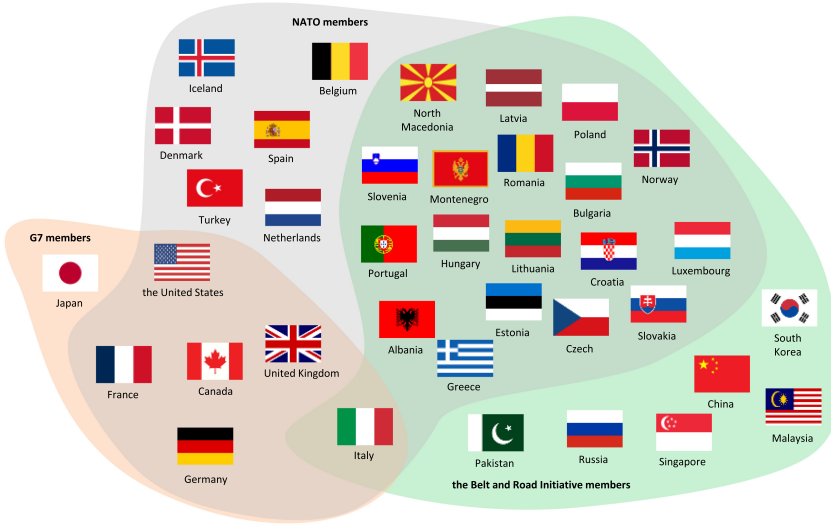 NATO members
Iceland
Belgium
North
Macedonia
Latvia
Poland
Denmark
Spain
Slovenia
Montenegro
Romania
Norway
Bulgaria
Turkey
Netherlands
G7 members
Portugal
Hungary
Lithuania
Croatia
Luxembourg
Japan
the United States
Albania
Estonia
Czech
Slovakia
South
Korea
France
Canada
United Kingdom
Greece
China
Malaysia
Germany
Italy
Pakistan
Russia
Singapore
the Belt and Road Initiative members